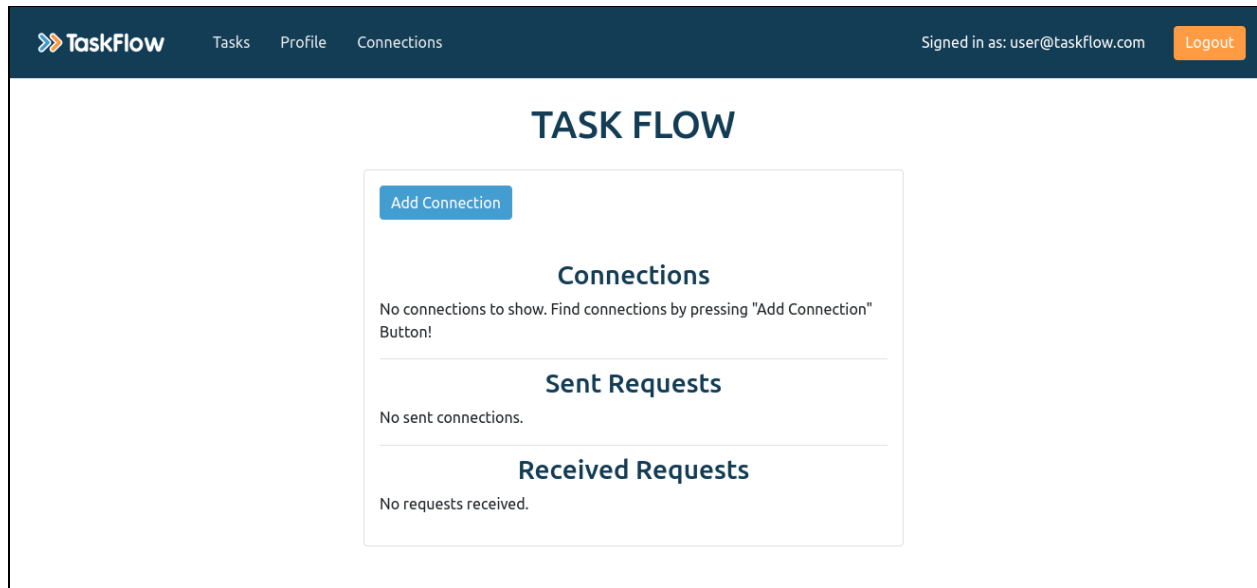 TaskFlow Tasks Profile Connections Signed in as: user@taskflow.com Logout
TASK FLOW
Add Connection
Connections
No connections to show. Find connections by pressing "Add Connection"
Button!
Sent Requests
No sent connections.
Received Requests
No requests received.